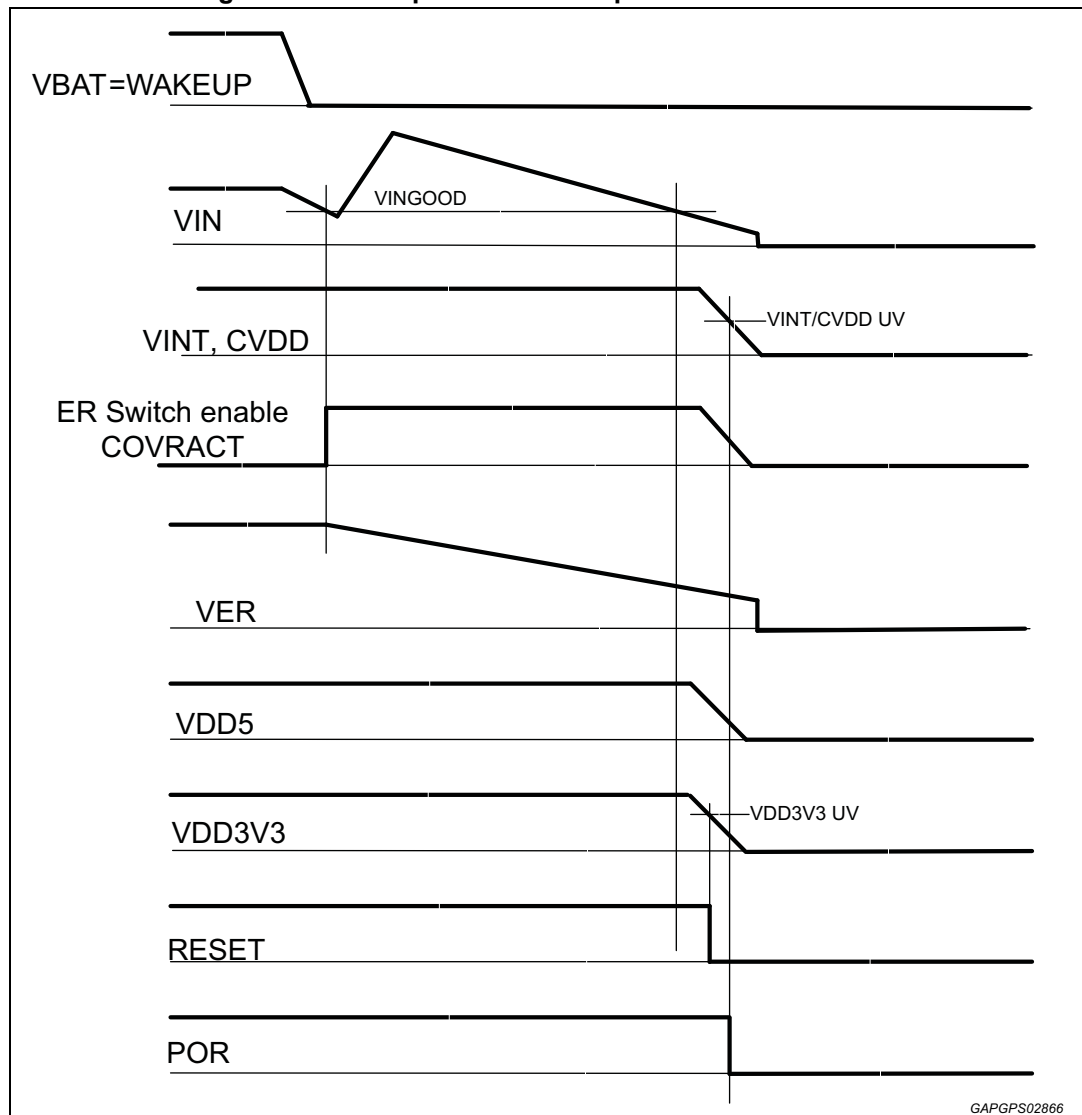 VBAT=WAKEUP
VINGOOD
VIN
VINT/CVDD UV
VINT, CVDD
ER Switch enable
COVRACT
VER
VDD5
VDD3V3 UV
VDD3V3
RESET
POR
GAPGPS02866